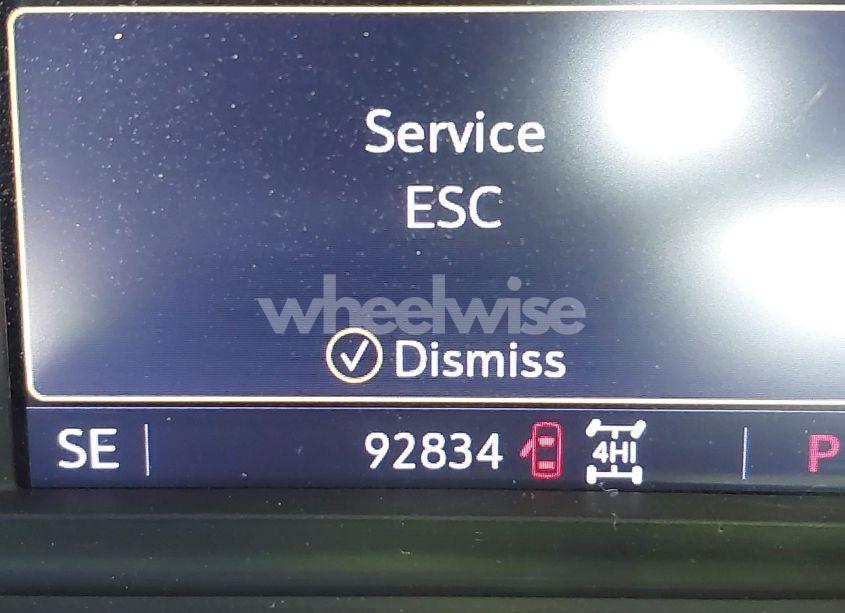 Service
ESC
wheelwise
Dismiss
SE 92834 4HI P